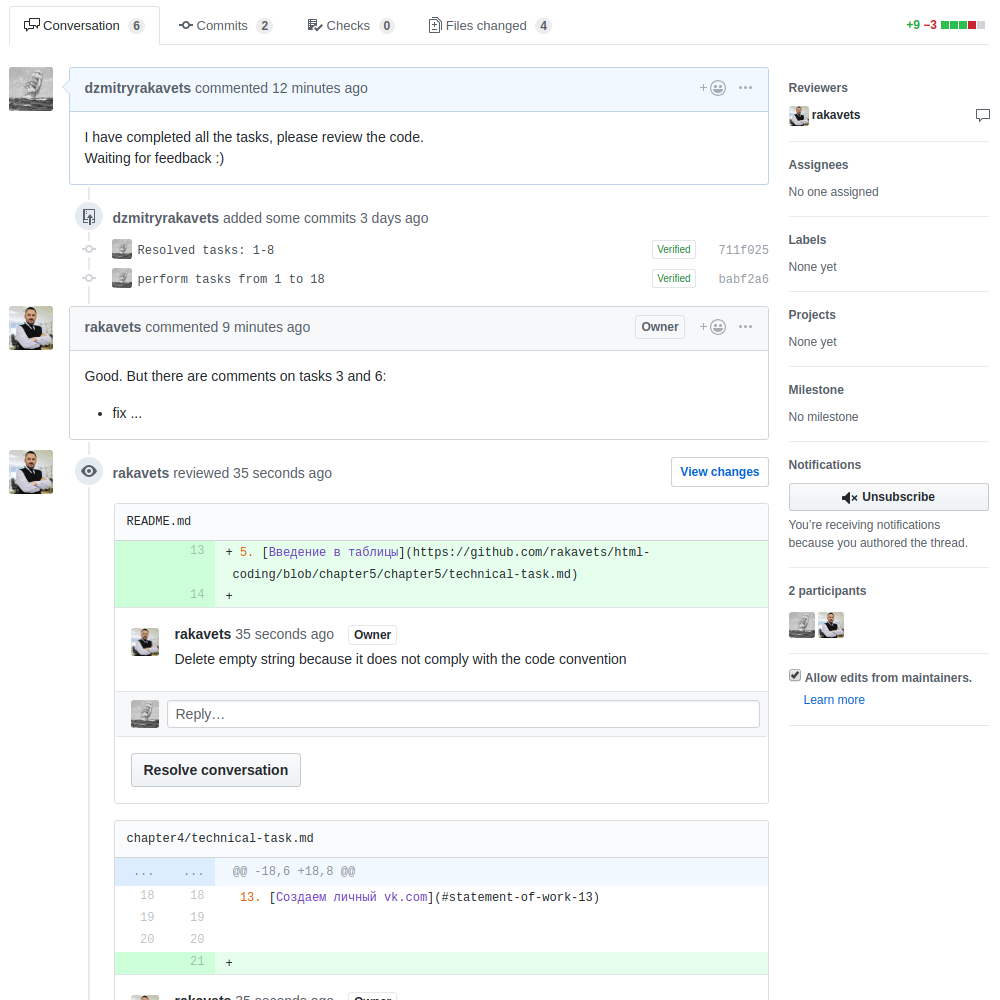 Conversation 6 Commits 2 Checks 0 Files changed 4 +9 −3
dzmitryrakavets commented 12 minutes ago
I have completed all the tasks, please review the code.
Waiting for feedback :)
dzmitryrakavets added some commits 3 days ago
Resolved tasks: 1-8 Verified 711f025
perform tasks from 1 to 18 Verified babf2a6
rakavets commented 9 minutes ago Owner
Good. But there are comments on tasks 3 and 6:
• fix ...
rakavets reviewed 35 seconds ago View changes
README.md
13 + 5. [Введение в таблицы](https://github.com/rakavets/html-
coding/blob/chapter5/chapter5/technical-task.md)
14 +
rakavets 35 seconds ago Owner
Delete empty string because it does not comply with the code convention
Reply…
Resolve conversation
chapter4/technical-task.md
... ... @@ -18,6 +18,8 @@
18 18 13. [Создаем личный vk.com](#statement-of-work-13)
19 19
20 20
21 +
rakavets 35 seconds ago Owner
Reviewers
rakavets
Assignees
No one assigned
Labels
None yet
Projects
None yet
Milestone
No milestone
Notifications
Unsubscribe
You're receiving notifications
because you authored the thread.
2 participants
Allow edits from maintainers.
Learn more